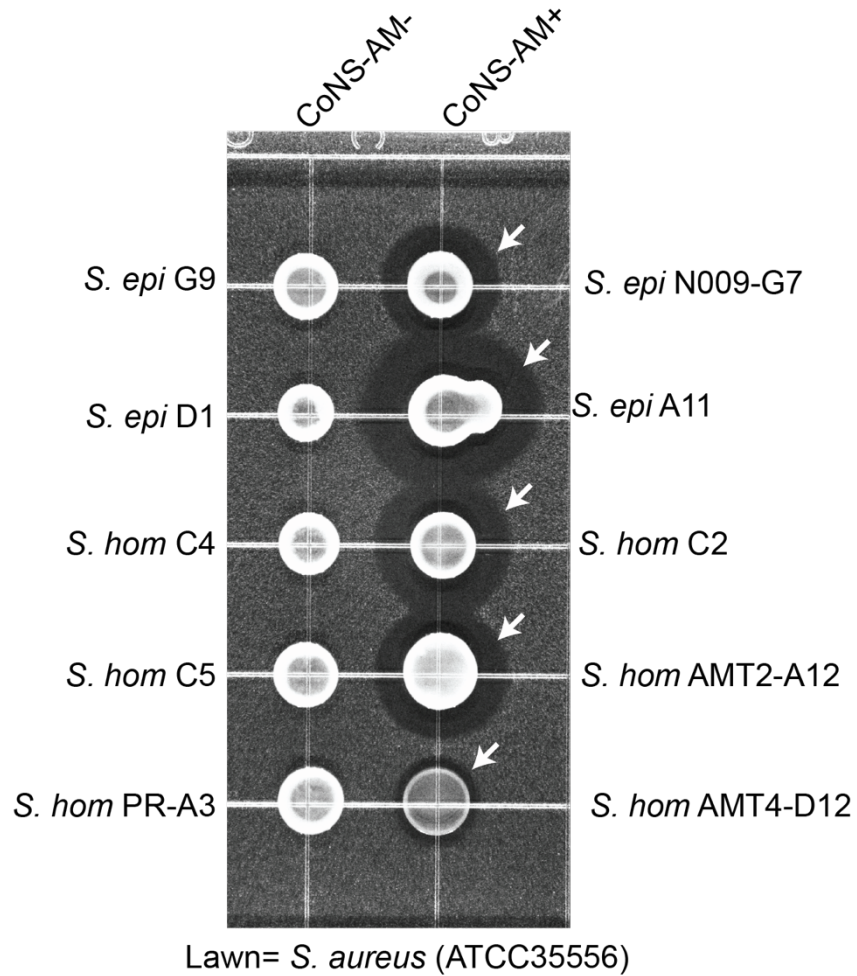 CoNS-AM-
CoNS-AM+
S. epi G9
S. epi N009-G7
S. epi D1
S. epi A11
S. hom C4
S. hom C2
S. hom C5
S. hom AMT2-A12
S. hom PR-A3
S. hom AMT4-D12
Lawn= S. aureus (ATCC35556)